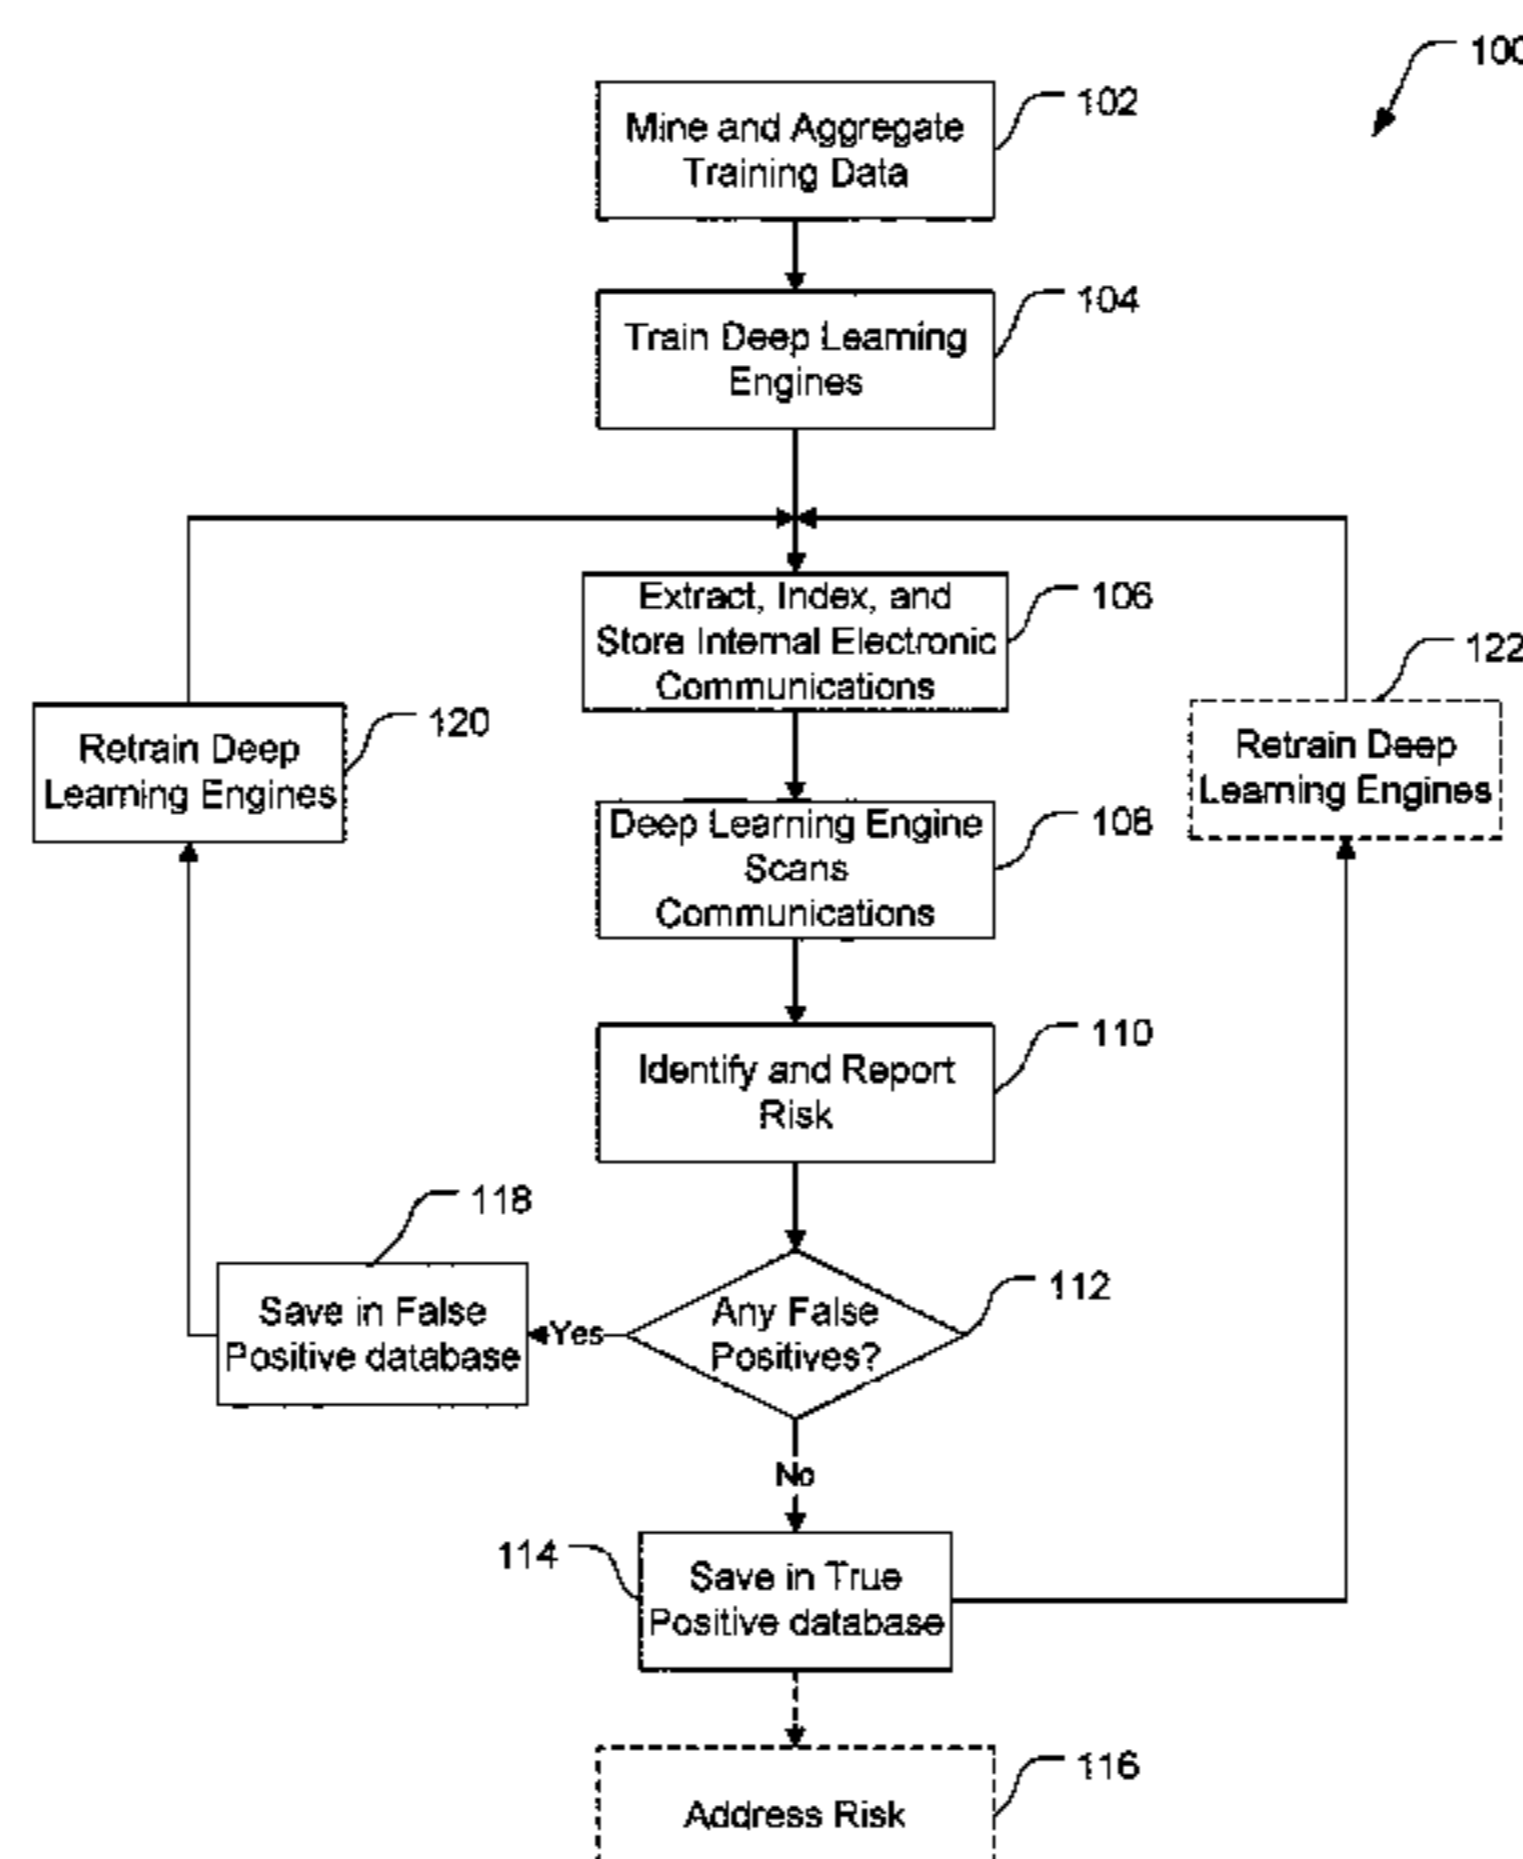 100
Mine and Aggregate
Training Data
102
Train Deep Learning
Engines
104
Extract, Index, and
Store Internal Electronic
Communications
106
122
Retrain Deep
Learning Engines
120
Retrain Deep
Learning Engines
Deep Learning Engine
Scans
Communications
108
Identify and Report
Risk
110
118
Save in False
Positive database
Yes
Any False
Positives?
112
No
114
Save in True
Positive database
Address Risk
116